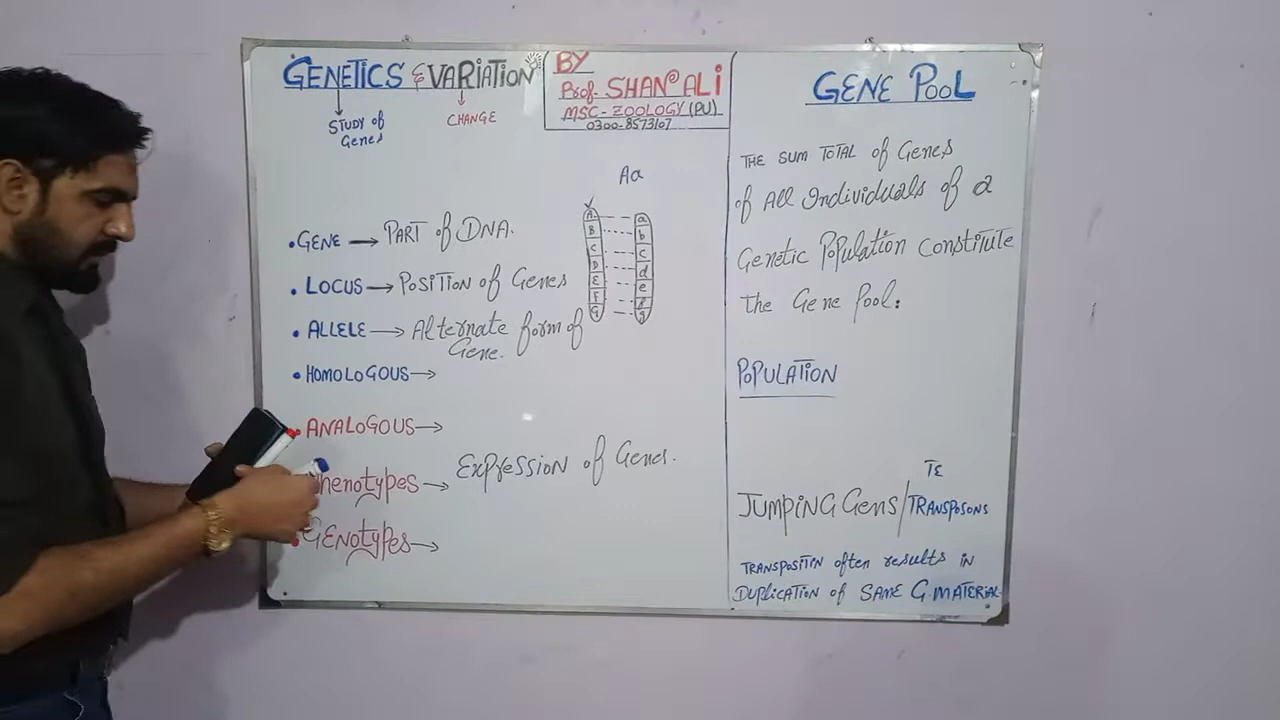 GENETICS & VARIATION
STUDY of Genes
CHANGE
BY
Prof. SHAN ALI
MSC-ZOOLOGY (PU)
0300-8573107
Aa
A a
B b
C c
D d
E e
F f
G g
• GENE → PART of DNA.
• LOCUS → POSITION of Genes
• ALLELE → Alternate form of
Gene.
• HOMOLOGOUS →
• ANALOGOUS →
Phenotypes → Expression of Genes.
• GENotypes →
GENE POOL
THE SUM TOTAL of Genes
of All Individuals of a
Genetic Population constitute
the Gene Pool:
POPULATION
TE
JUMPING Gens/TRANSPOSONS
TRANSPOSITIN often results in
DUPLICATION of SAME G.MATERIAL